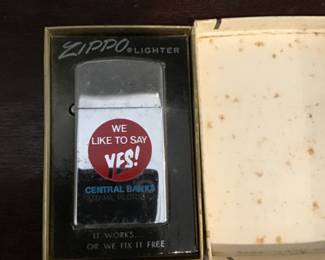 ZIPPO® LIGHTER
WE
LIKE TO SAY
YES!
CENTRAL BANKS
IT WORKS...
OR WE FIX IT FREE